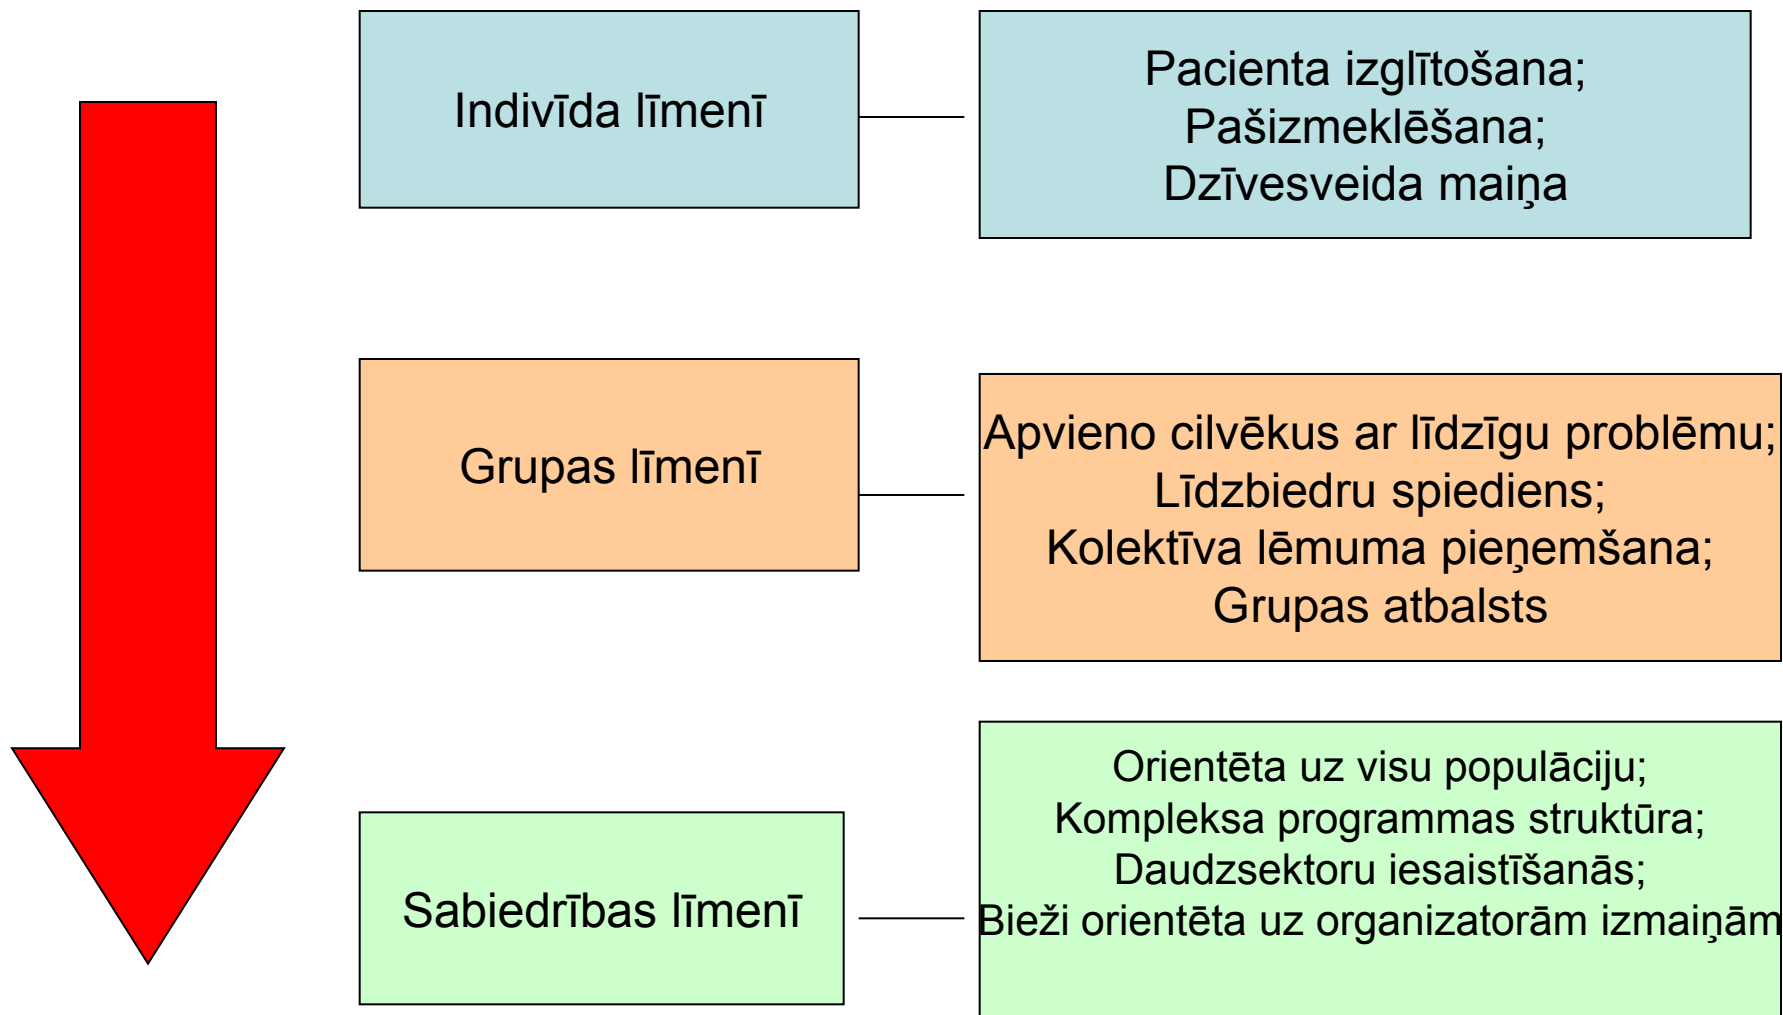 Indivīda līmenī
Pacienta izglītošana;
Pašizmeklēšana;
Dzīvesveida maiņa
Grupas līmenī
Apvieno cilvēkus ar līdzīgu problēmu;
Līdzbiedru spiediens;
Kolektīva lēmuma pieņemšana;
Grupas atbalsts
Sabiedrības līmenī
Orientēta uz visu populāciju;
Kompleksa programmas struktūra;
Daudzsektoru iesaistīšanās;
Bieži orientēta uz organizatorām izmaiņām